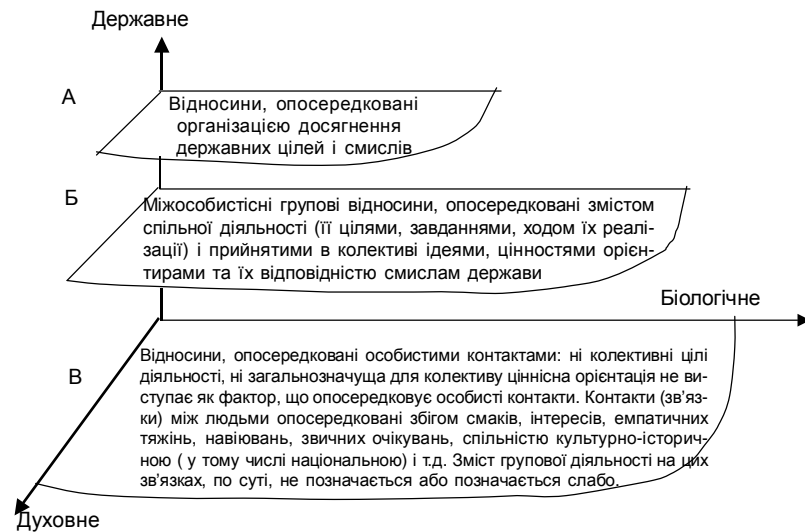 Державне
А
Відносини, опосередковані
організацією досягнення
державних цілей і смислів
Б
Міжособистісні групові відносини, опосередковані змістом
спільної діяльності (її цілями, завданнями, ходом їх реалі-
зації) і прийнятими в колективі ідеями, цінностями орієн-
тирами та їх відповідністю смислам держави
Біологічне
В
Відносини, опосередковані особистими контактами: ні колективні цілі
діяльності, ні загальнозначуща для колективу ціннісна орієнтація не ви-
ступає як фактор, що опосередковує особисті контакти. Контакти (зв’яз-
ки) між людьми опосередковані збігом смаків, інтересів, емпатичних
тяжінь, навіювань, звичних очікувань, спільністю культурно-історич-
ною ( у тому числі національною) і т.д. Зміст групової діяльності на цих
зв’язках, по суті, не позначається або позначається слабо.
Духовне